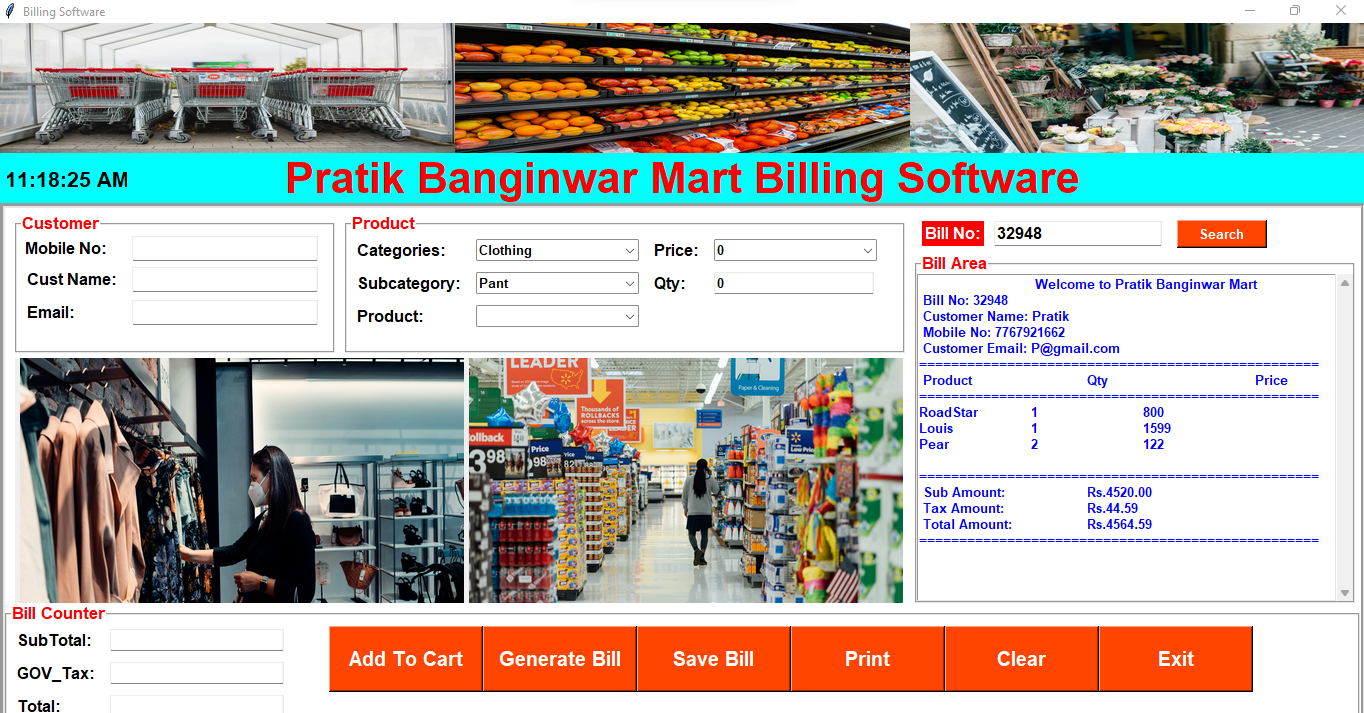 Billing Software
11:18:25 AM
Pratik Banginwar Mart Billing Software
Customer
Mobile No:
Cust Name:
Email:
Product
Categories: Clothing Price: 0
Subcategory: Pant Qty: 0
Product:
Bill No: 32948 Search
Bill Area
Welcome to Pratik Banginwar Mart
Bill No: 32948
Customer Name: Pratik
Mobile No: 7767921662
Customer Email: P@gmail.com
Product Qty Price
RoadStar 1 800
Louis 1 1599
Pear 2 122
Sub Amount: Rs.4520.00
Tax Amount: Rs.44.59
Total Amount: Rs.4564.59
LEADER
Thousands of
ROLLBACKS
across the store.
Paper & Cleaning
Rollback
Price
Bill Counter
SubTotal:
GOV_Tax:
Total:
Add To Cart Generate Bill Save Bill Print Clear Exit